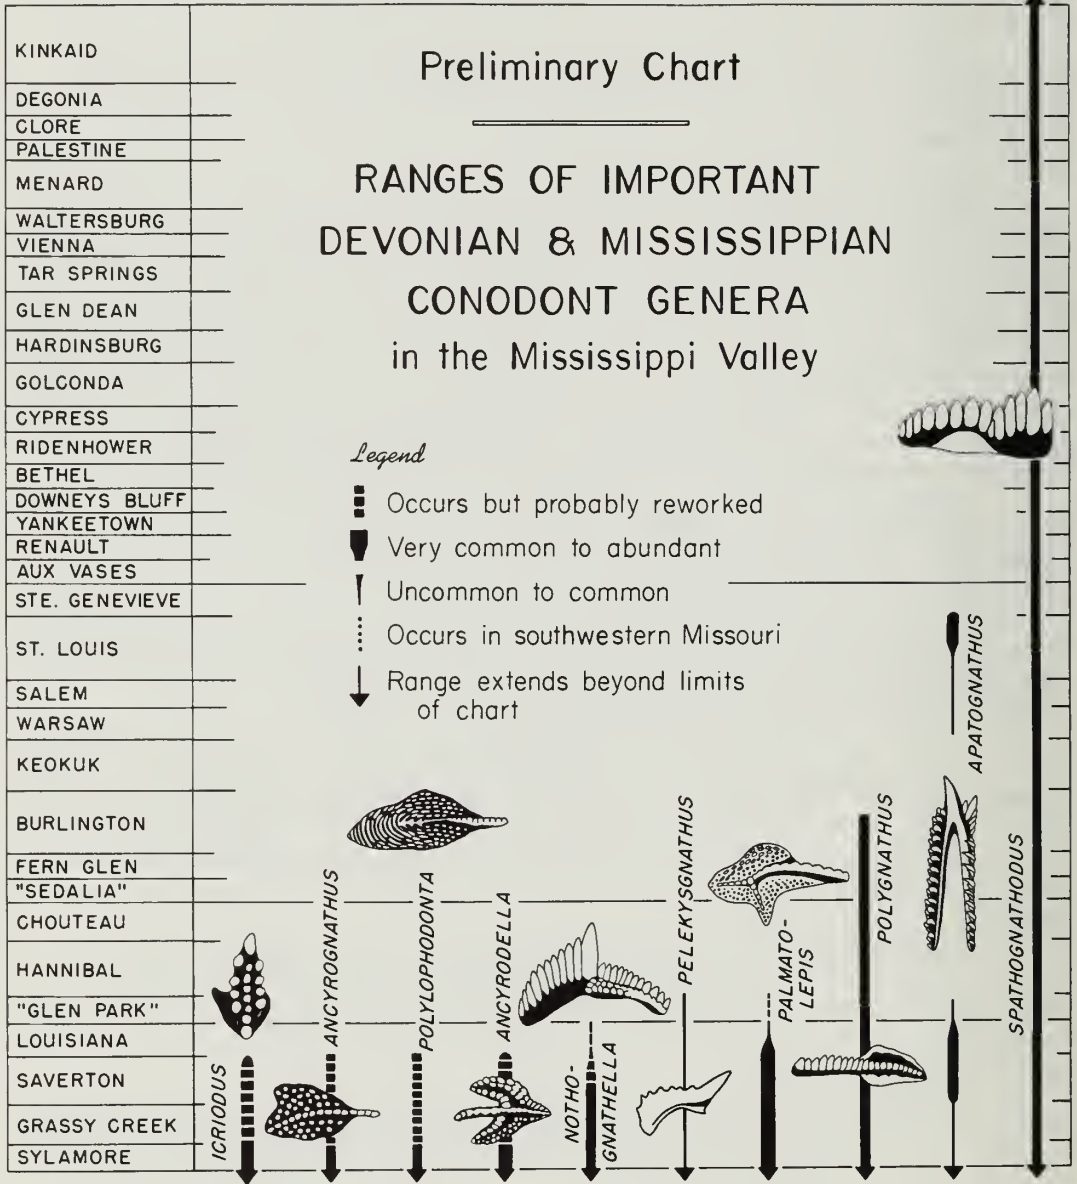 KINKAID
DEGONIA
CLORE
PALESTINE
MENARD
WALTERSBURG
VIENNA
TAR SPRINGS
GLEN DEAN
HARDINSBURG
GOLCONDA
CYPRESS
RIDENHOWER
BETHEL
DOWNEYS BLUFF
YANKEETOWN
RENAULT
AUX VASES
STE. GENEVIEVE
ST. LOUIS
SALEM
WARSAW
KEOKUK
BURLINGTON
FERN GLEN
"SEDALIA"
CHOUTEAU
HANNIBAL
"GLEN PARK"
LOUISIANA
SAVERTON
GRASSY CREEK
SYLAMORE
Preliminary Chart
RANGES OF IMPORTANT
DEVONIAN & MISSISSIPPIAN
CONODONT GENERA
in the Mississippi Valley
Legend
Occurs but probably reworked
Very common to abundant
Uncommon to common
Occurs in southwestern Missouri
Range extends beyond limits
of chart
ICRIODUS
ANCYROGNATHUS
POLYLOPHODONTA
ANCYRODELLA
NOTHO-
GNATHELLA
PELEKYSGNATHUS
PALMATO-
LEPIS
POLYGNATHUS
APATOGNATHUS
SPATHOGNATHODUS